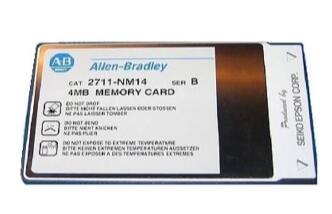 AB
Allen-Bradley
CAT 2711-NM14 SER B
4MB MEMORY CARD
DO NOT DROP
BITTE NICHT FALLEN LASSEN ODER STOSSEN
NE PAS LAISSER TOMBER
DO NOT BEND
BITTE NICHT KNICKEN
NE PAS PLIER
DO NOT EXPOSE TO EXTREME TEMPERATURE
BITTE KEINEN EXTREMEN TEMPERATUREN AUSSETZEN
NE PAS EXPOSER A DES TEMPERATURES EXTREMES
Produced by
SEIKO EPSON CORP.